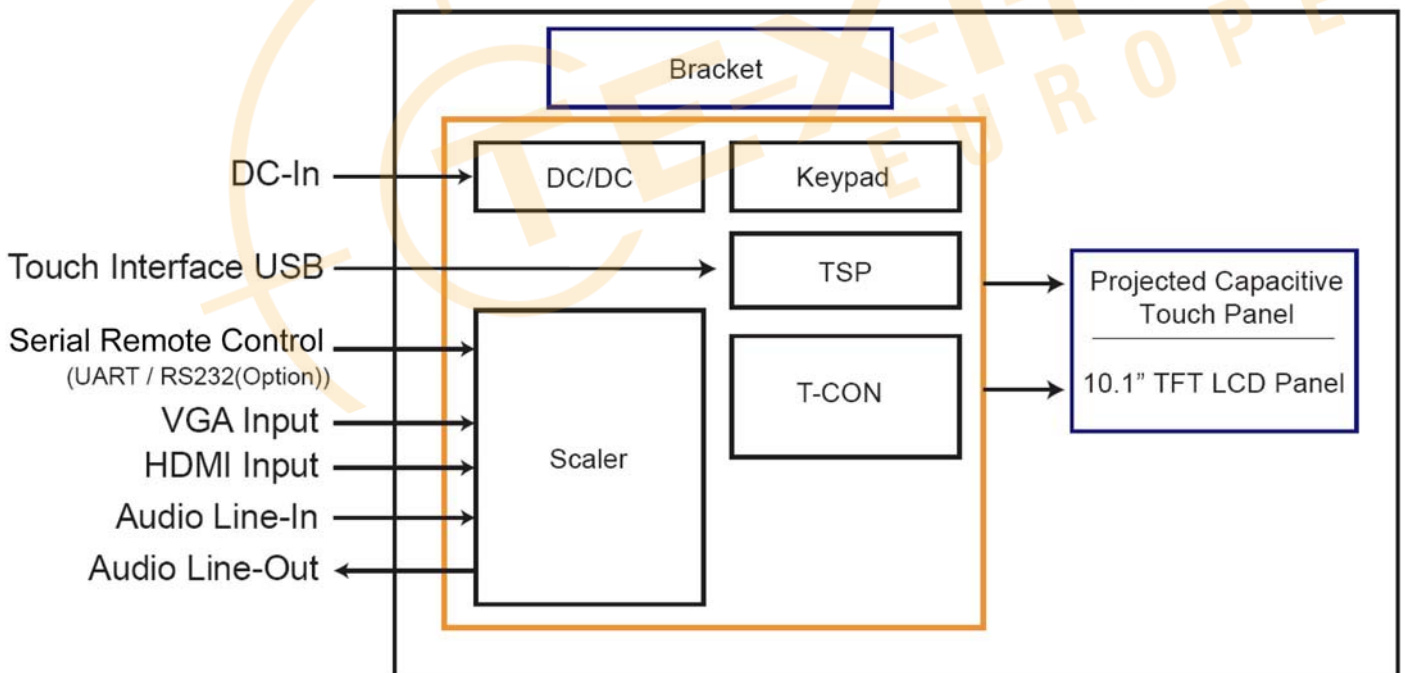 Bracket
DC-In
DC/DC
Keypad
Touch Interface USB
TSP
Projected Capacitive
Touch Panel
Serial Remote Control
(UART / RS232(Option))
T-CON
10.1” TFT LCD Panel
VGA Input
HDMI Input
Scaler
Audio Line-In
Audio Line-Out
TE-XIT
EUROPE